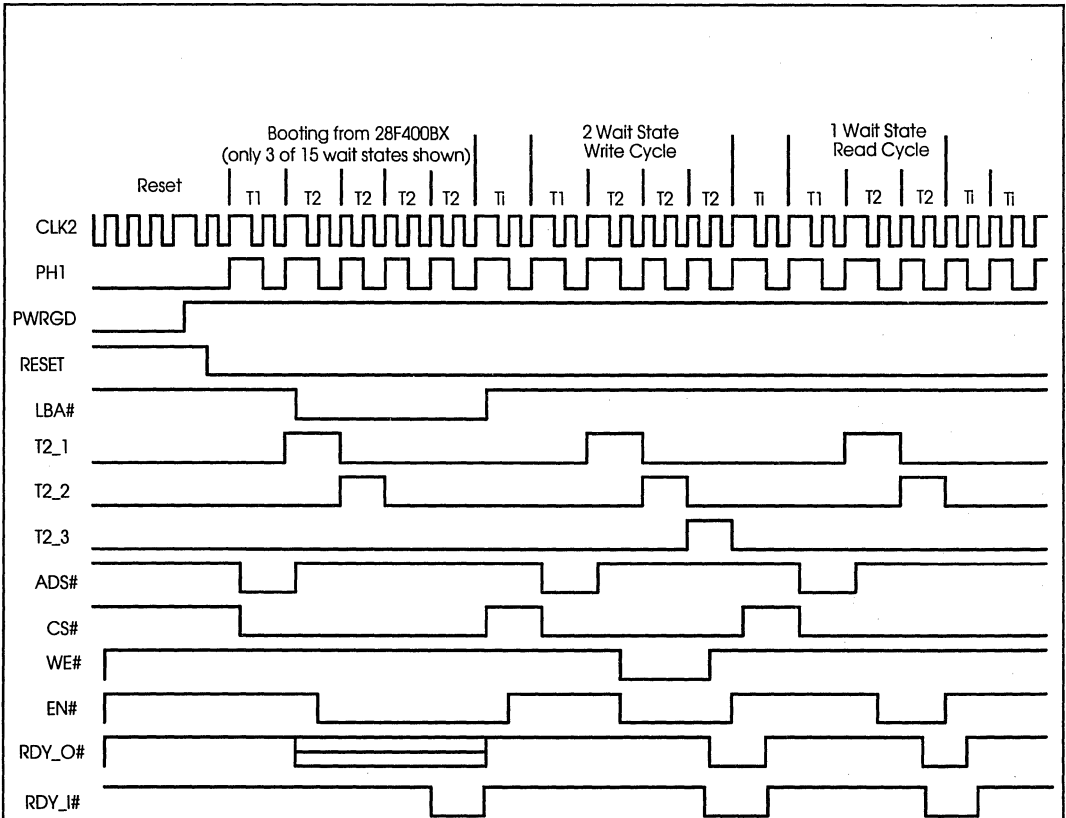 Booting from 28F400BX
(only 3 of 15 wait states shown)
2 Wait State
Write Cycle
1 Wait State
Read Cycle
Reset
T1 T2 T2 T2 T2 Ti T1 T2 T2 T2 Ti T1 T2 T2 Ti Ti
CLK2
PH1
PWRGD
RESET
LBA#
T2_1
T2_2
T2_3
ADS#
CS#
WE#
EN#
RDY_O#
RDY_I#